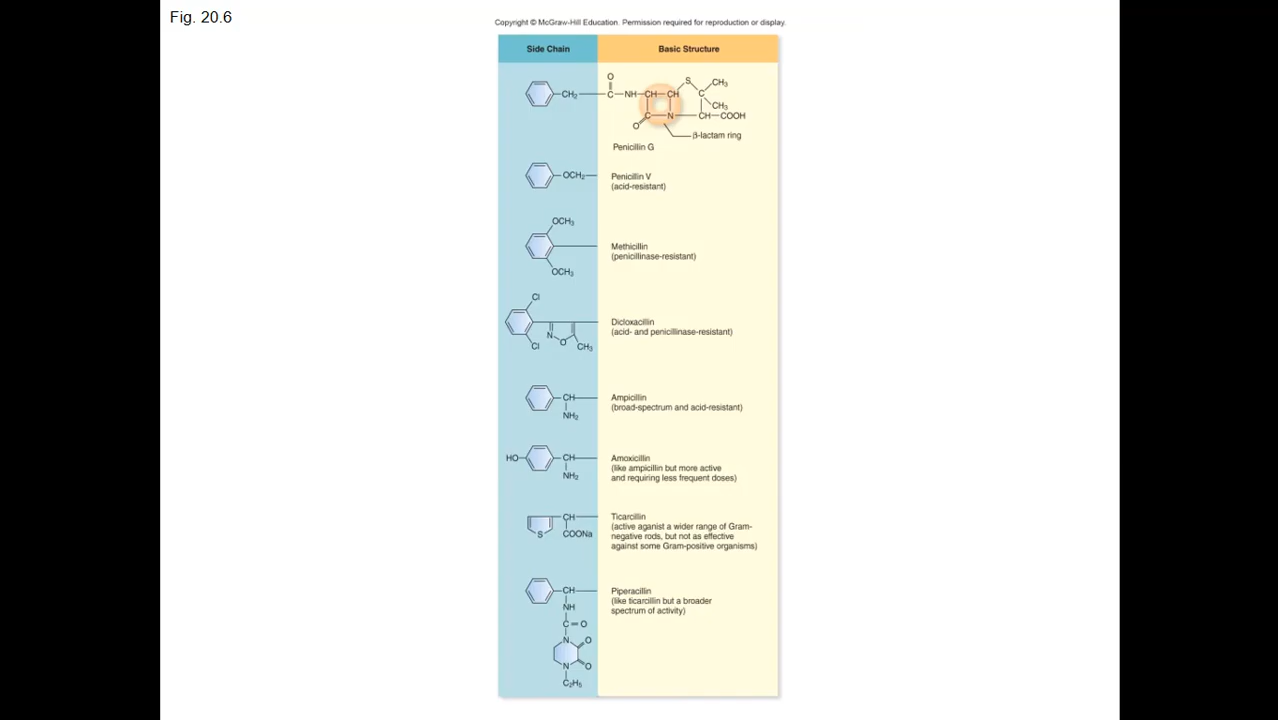 Fig. 20.6
Copyright © McGraw-Hill Education. Permission required for reproduction or display.
Side Chain
Basic Structure
O
S
CH₃
CH₂
C
NH
CH
CH
C
CH₃
O
C
N
CH
COOH
β-lactam ring
Penicillin G
OCH₂
Penicillin V
(acid-resistant)
OCH₃
Methicillin
(penicillinase-resistant)
OCH₃
Cl
Dicloxacillin
(acid- and penicillinase-resistant)
N
O
Cl
CH₃
CH
Ampicillin
(broad-spectrum and acid-resistant)
NH₂
HO
CH
Amoxicillin
(like ampicillin but more active
and requiring less frequent doses)
NH₂
CH
Ticarcillin
(active aganist a wider range of Gram-
negative rods, but not as effective
against some Gram-positive organisms)
S
COONa
CH
Piperacillin
(like ticarcillin but a broader
spectrum of activity)
NH
C=O
N
O
N
O
C₂H₅